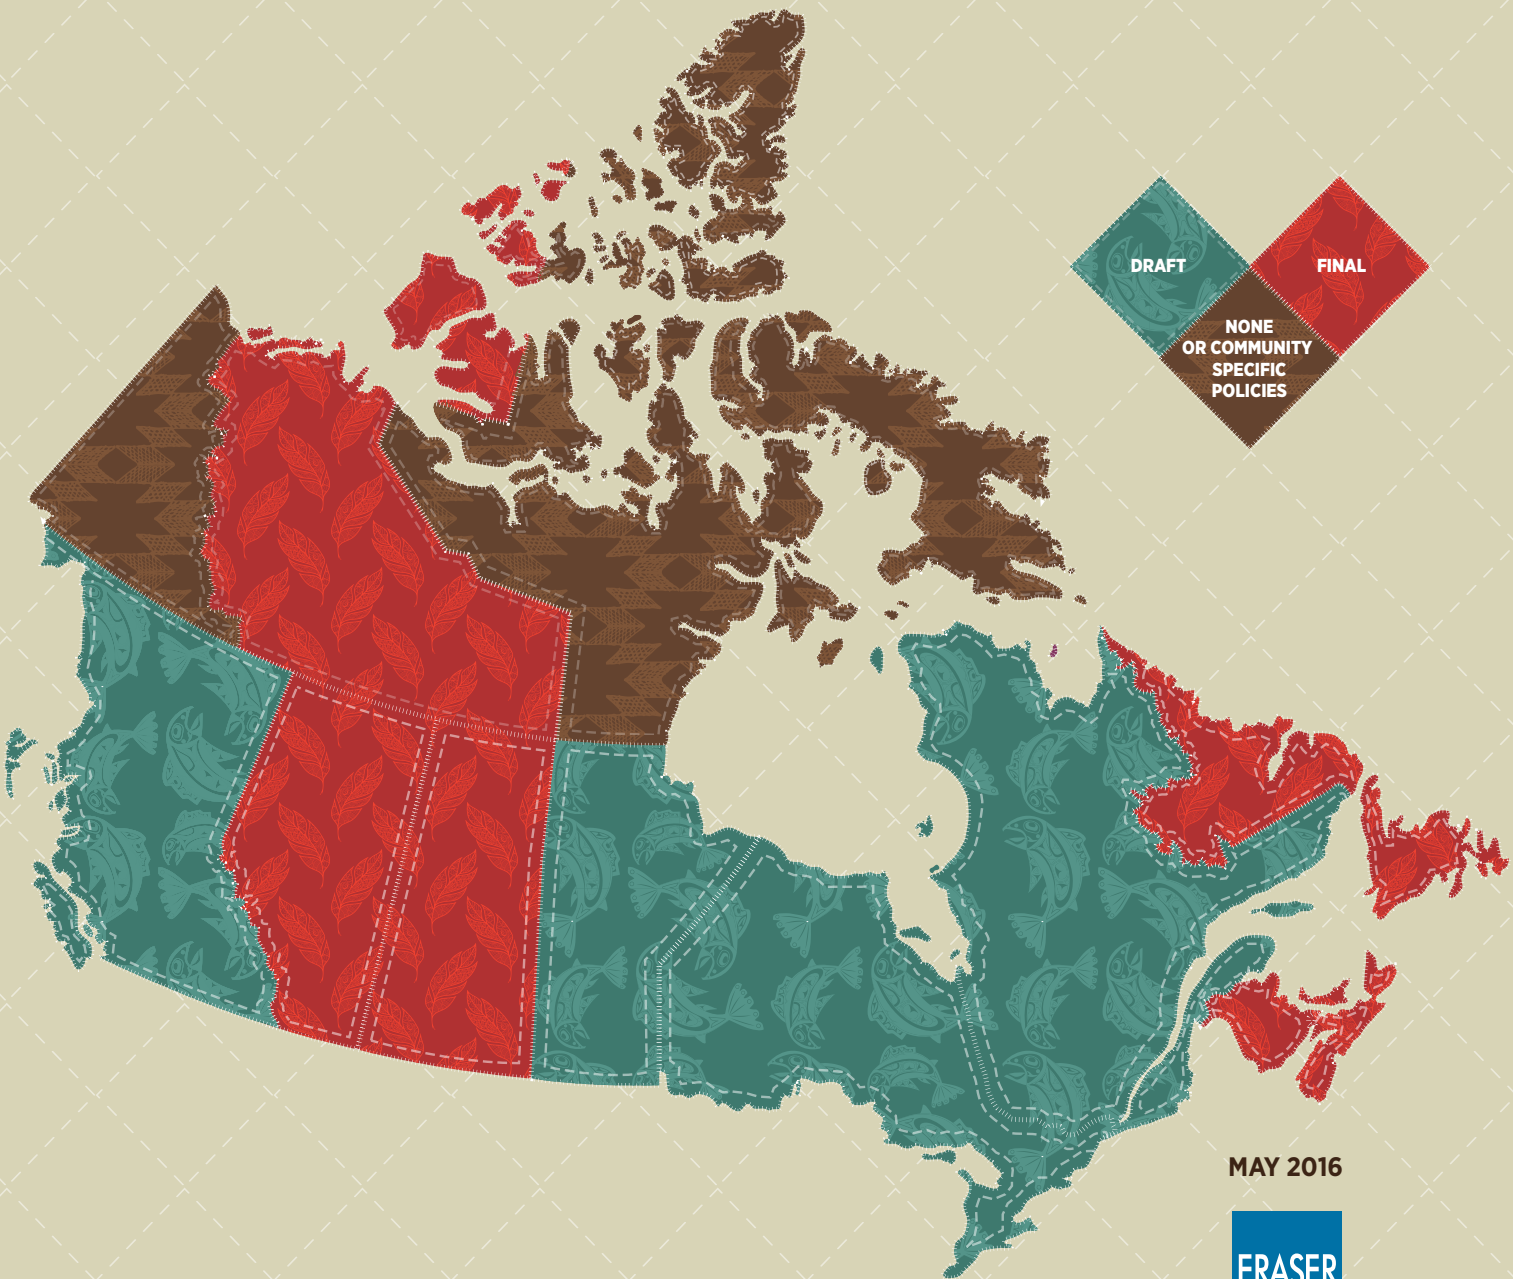 DRAFT
FINAL
NONE
OR COMMUNITY
SPECIFIC
POLICIES
MAY 2016
FRASER